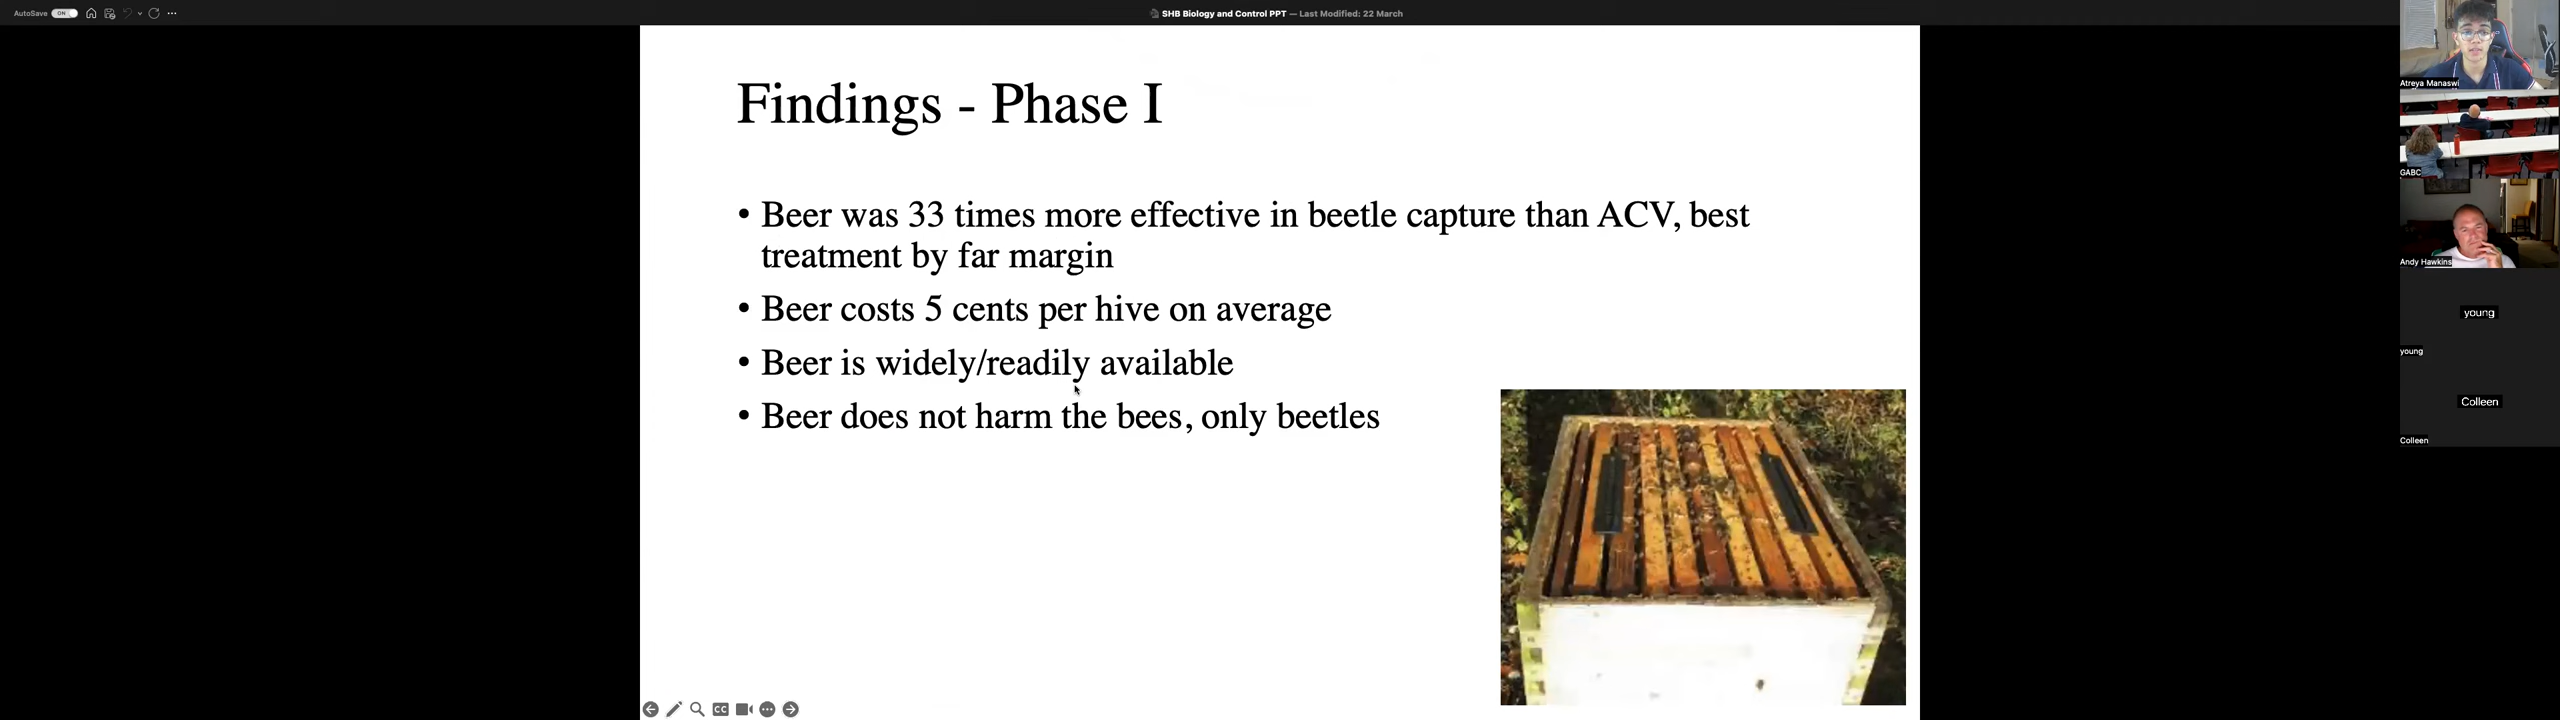 AutoSave ON
SHB Biology and Control PPT — Last Modified: 22 March
Findings - Phase I
• Beer was 33 times more effective in beetle capture than ACV, best
treatment by far margin
• Beer costs 5 cents per hive on average
• Beer is widely/readily available
• Beer does not harm the bees, only beetles
CC
Atreya Manaswi
GABC
Andy Hawkins
young
young
Colleen
Colleen